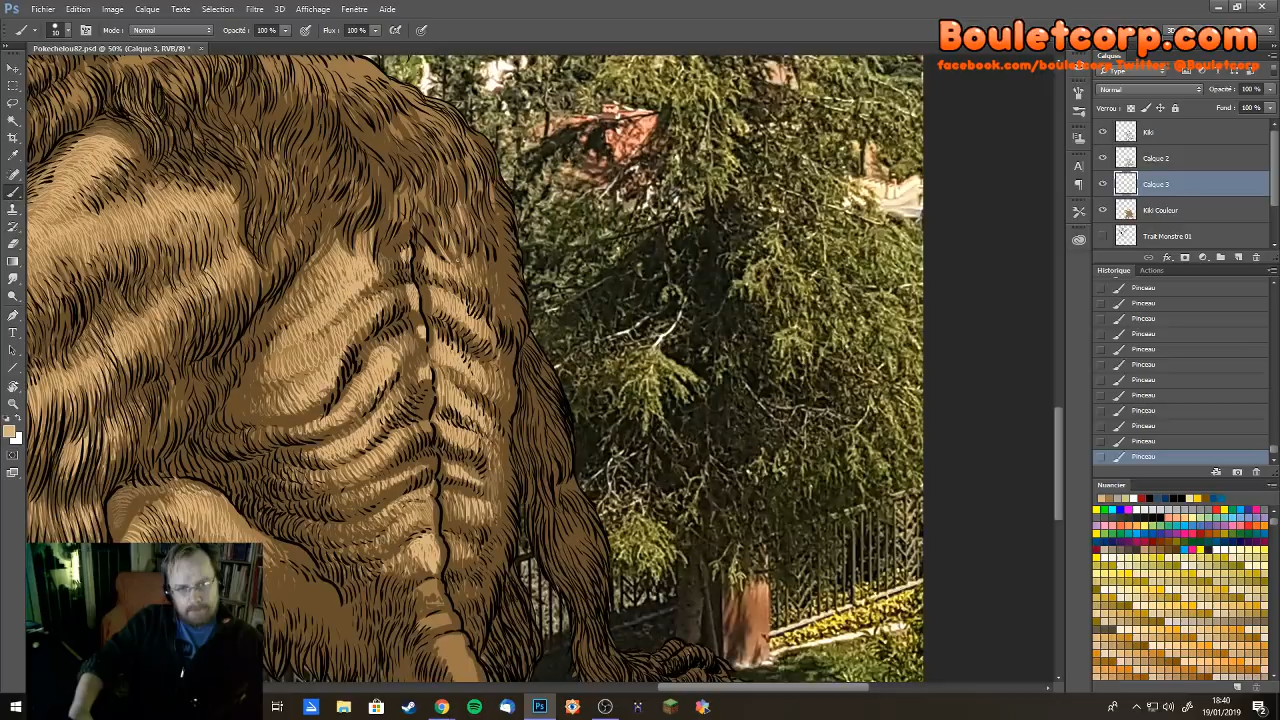 Ps Fichier Edition Image Calque Texte Sélection Filtre 3D Affichage Fenêtre Aide
Bouletcorp.com
10 Mode : Normal Opacité : 100 % Flux : 100 %
Pokechelou82.psd @ 50% (Calque 3, RVB/8) * ×
facebook.com/bouletcorp Twitter: @Bouletcorp
Calques
Type
Normal Opacité : 100 %
Verrou : Fond : 100 %
Kiki
Calque 2
Calque 3
Kiki Couleur
Trait Monstre 01
Historique Actions
Pinceau
Pinceau
Pinceau
Pinceau
Pinceau
Pinceau
Pinceau
Pinceau
Pinceau
Pinceau
Pinceau
Pinceau
Nuancier
18:40
19/01/2019